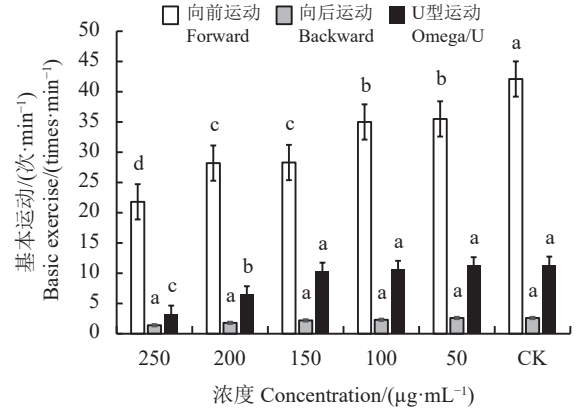 向前运动 向后运动 U型运动
Forward Backward Omega/U
基本运动/(次·min⁻¹)
Basic exercise/(times·min⁻¹)
50
45
40
35
30
25
20
15
10
5
0
d a c
c a b
c a a
b a a
b a a
a a a
250 200 150 100 50 CK
浓度 Concentration/(μg·mL⁻¹)